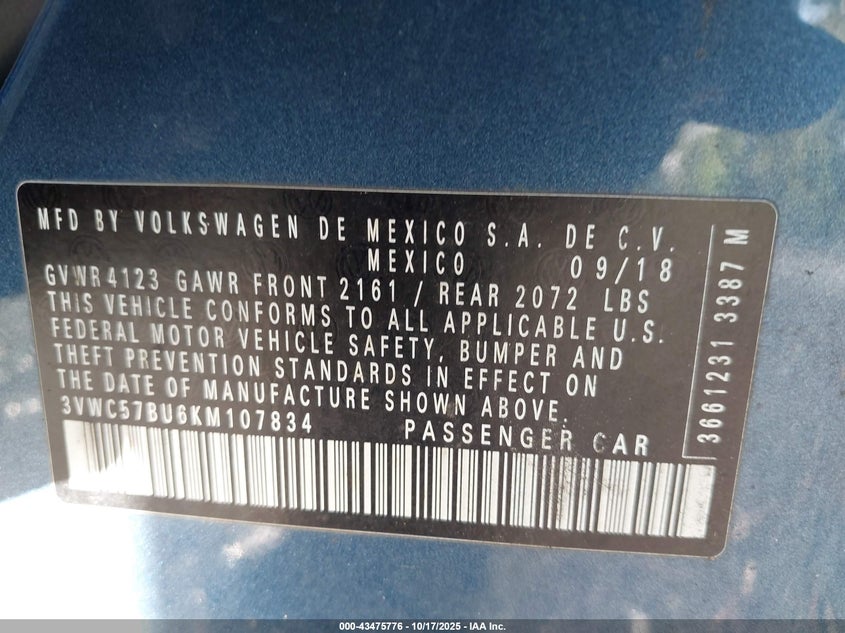 MFD BY VOLKSWAGEN DE MEXICO S.A. DE C.V.
MEXICO 09/18
GVWR 4123 GAWR FRONT 2161 / REAR 2072 LBS
THIS VEHICLE CONFORMS TO ALL APPLICABLE U.S.
FEDERAL MOTOR VEHICLE SAFETY, BUMPER AND
THEFT PREVENTION STANDARDS IN EFFECT ON
THE DATE OF MANUFACTURE SHOWN ABOVE.
3VWC57BU6KM107834 PASSENGER CAR
3661231 3387 M
000-43475776 - 10/17/2025 - IAA Inc.